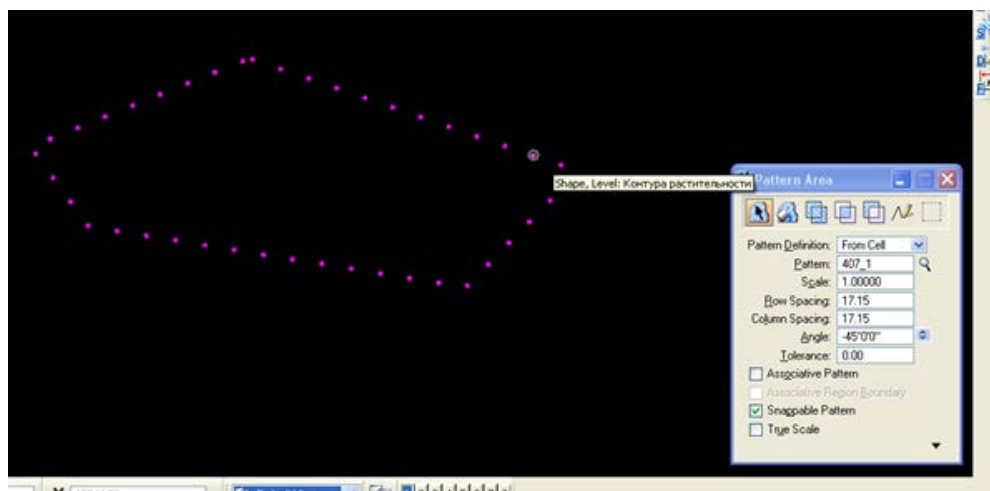 Shape, Level: Контура растительности
Pattern Area
Pattern Definition: From Cell
Pattern: 407_1
Scale: 1.00000
Row Spacing: 17.15
Column Spacing: 17.15
Angle: -45°0'0"
Tolerance: 0.00
Associative Pattern
Associative Region Boundary
Snappable Pattern
True Scale